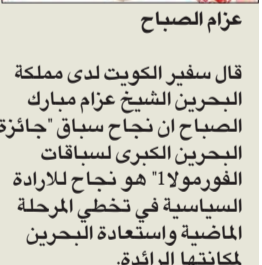 عزام الصباح
قال سفير الكويت لدى مملكة
البحرين الشيخ عزام مبارك
الصباح ان نجاح سباق "جائزة
البحرين الكبرى لسباقات
الفورمولا1" هو نجاح للارادة
السياسية في تخطي المرحلة
الماضية واستعادة البحرين
لمكانتها الرائدة.